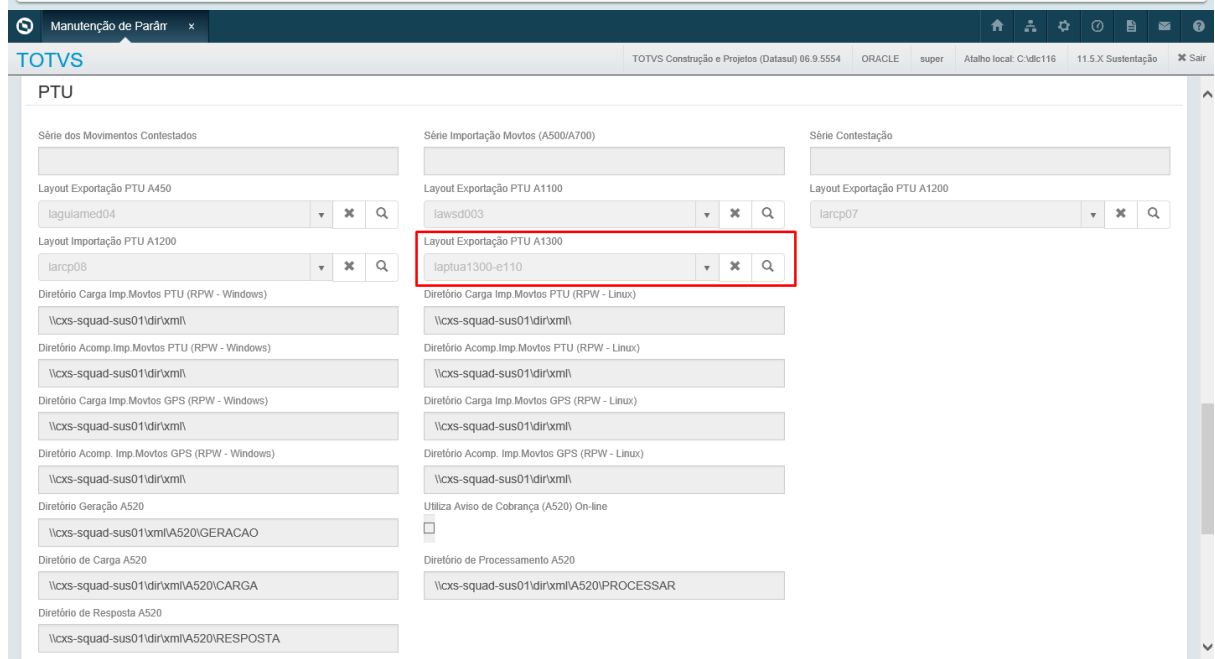 Manutenção de Parâm x
TOTVS
TOTVS Construção e Projetos (Datasul) 06.9.5554 ORACLE super Atalho local: C:\dlc116 11.5.X Sustentação Sair
PTU
Série dos Movimentos Contestados Série Importação Movtos (A500/A700) Série Contestação
Layout Exportação PTU A450 Layout Exportação PTU A1100 Layout Exportação PTU A1200
laguiamed04 lawsd003 larcp07
Layout Importação PTU A1200 Layout Exportação PTU A1300
larcp08 laptua1300-e110
Diretório Carga Imp.Movtos PTU (RPW - Windows) Diretório Carga Imp.Movtos PTU (RPW - Linux)
\\cxs-squad-sus01\dir\xml\ \\cxs-squad-sus01\dir\xml\
Diretório Acomp.Imp.Movtos PTU (RPW - Windows) Diretório Acomp.Imp.Movtos PTU (RPW - Linux)
\\cxs-squad-sus01\dir\xml\ \\cxs-squad-sus01\dir\xml\
Diretório Carga Imp.Movtos GPS (RPW - Windows) Diretório Carga Imp.Movtos GPS (RPW - Linux)
\\cxs-squad-sus01\dir\xml\ \\cxs-squad-sus01\dir\xml\
Diretório Acomp. Imp.Movtos GPS (RPW - Windows) Diretório Acomp. Imp.Movtos GPS (RPW - Linux)
\\cxs-squad-sus01\dir\xml\ \\cxs-squad-sus01\dir\xml\
Diretório Geração A520 Utiliza Aviso de Cobrança (A520) On-line
\\cxs-squad-sus01\xml\A520\GERACAO
Diretório de Carga A520 Diretório de Processamento A520
\\cxs-squad-sus01\dir\xml\A520\CARGA \\cxs-squad-sus01\dir\xml\A520\PROCESSAR
Diretório de Resposta A520
\\cxs-squad-sus01\dir\xml\A520\RESPOSTA